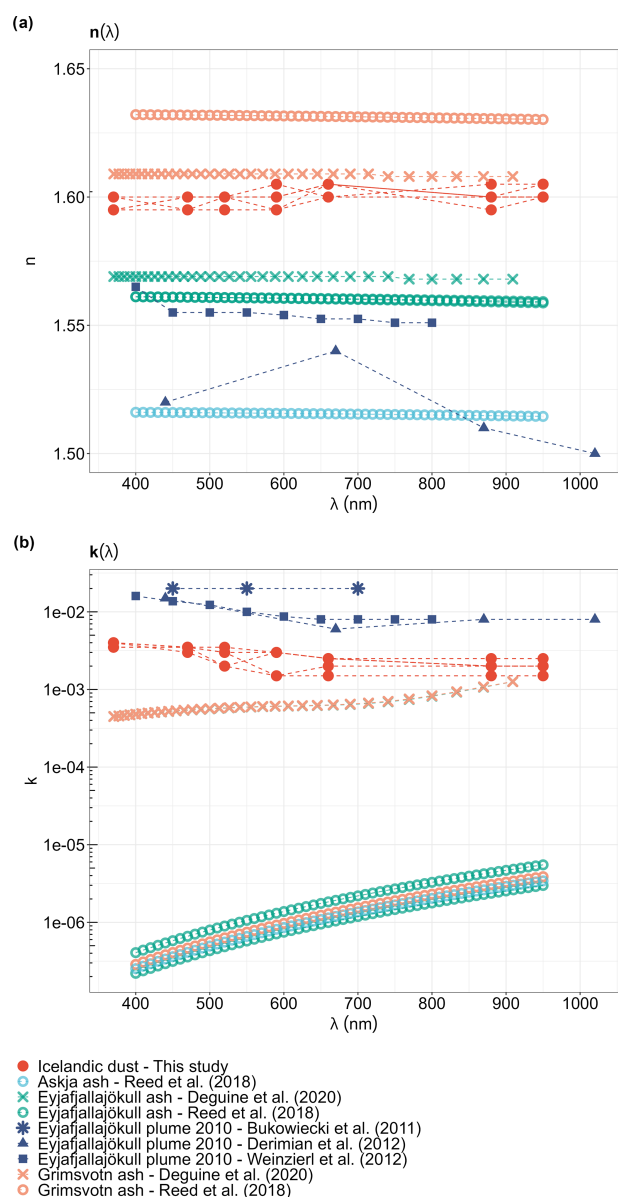 (a)
n(λ)
1.65
1.60
1.55
1.50
n
400 500 600 700 800 900 1000
λ (nm)
(b)
k(λ)
1e-02
1e-03
1e-04
1e-05
1e-06
k
400 500 600 700 800 900 1000
λ (nm)
Icelandic dust - This study
Askja ash - Reed et al. (2018)
Eyjafjallajökull ash - Deguine et al. (2020)
Eyjafjallajökull ash - Reed et al. (2018)
Eyjafjallajökull plume 2010 - Bukowiecki et al. (2011)
Eyjafjallajökull plume 2010 - Derimian et al. (2012)
Eyjafjallajökull plume 2010 - Weinzierl et al. (2012)
Grimsvotn ash - Deguine et al. (2020)
Grimsvotn ash - Reed et al. (2018)